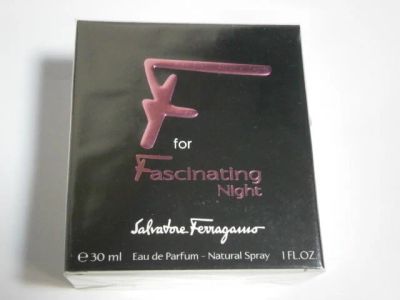 F
for
Fascinating
Night
Salvatore Ferragamo
℮ 30 ml Eau de Parfum - Natural Spray 1 FL.OZ.